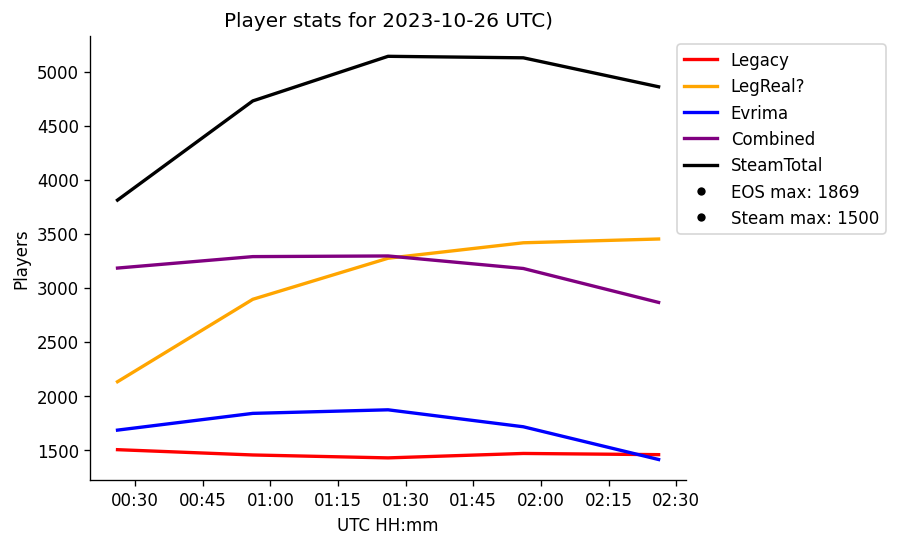 Player stats for 2023-10-26 UTC)
Legacy
LegReal?
Evrima
Combined
SteamTotal
EOS max: 1869
Steam max: 1500
Players
5000
4500
4000
3500
3000
2500
2000
1500
00:30 00:45 01:00 01:15 01:30 01:45 02:00 02:15 02:30
UTC HH:mm